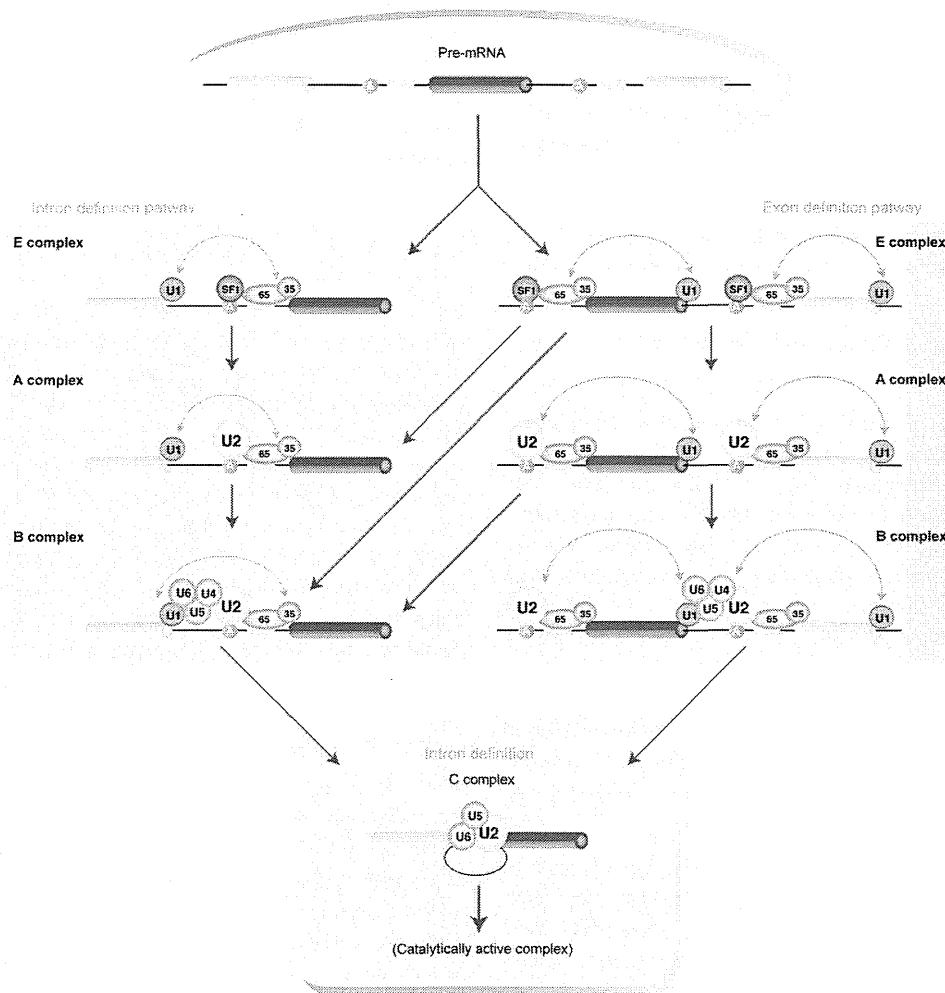 Pre-mRNA
A
A
Intron definition patway
Exon definition patway
E complex
E complex
U1
SF1
65
35
A
SF1
65
35
U1
SF1
65
35
U1
A complex
A complex
U1
U2
65
35
A
U2
65
35
U1
U2
65
35
U1
B complex
B complex
U6
U4
U1
U5
U2
65
35
A
U2
65
35
U6
U4
U1
U5
U2
65
35
U1
Intron definition
C complex
U5
U6
U2
(Catalytically active complex)